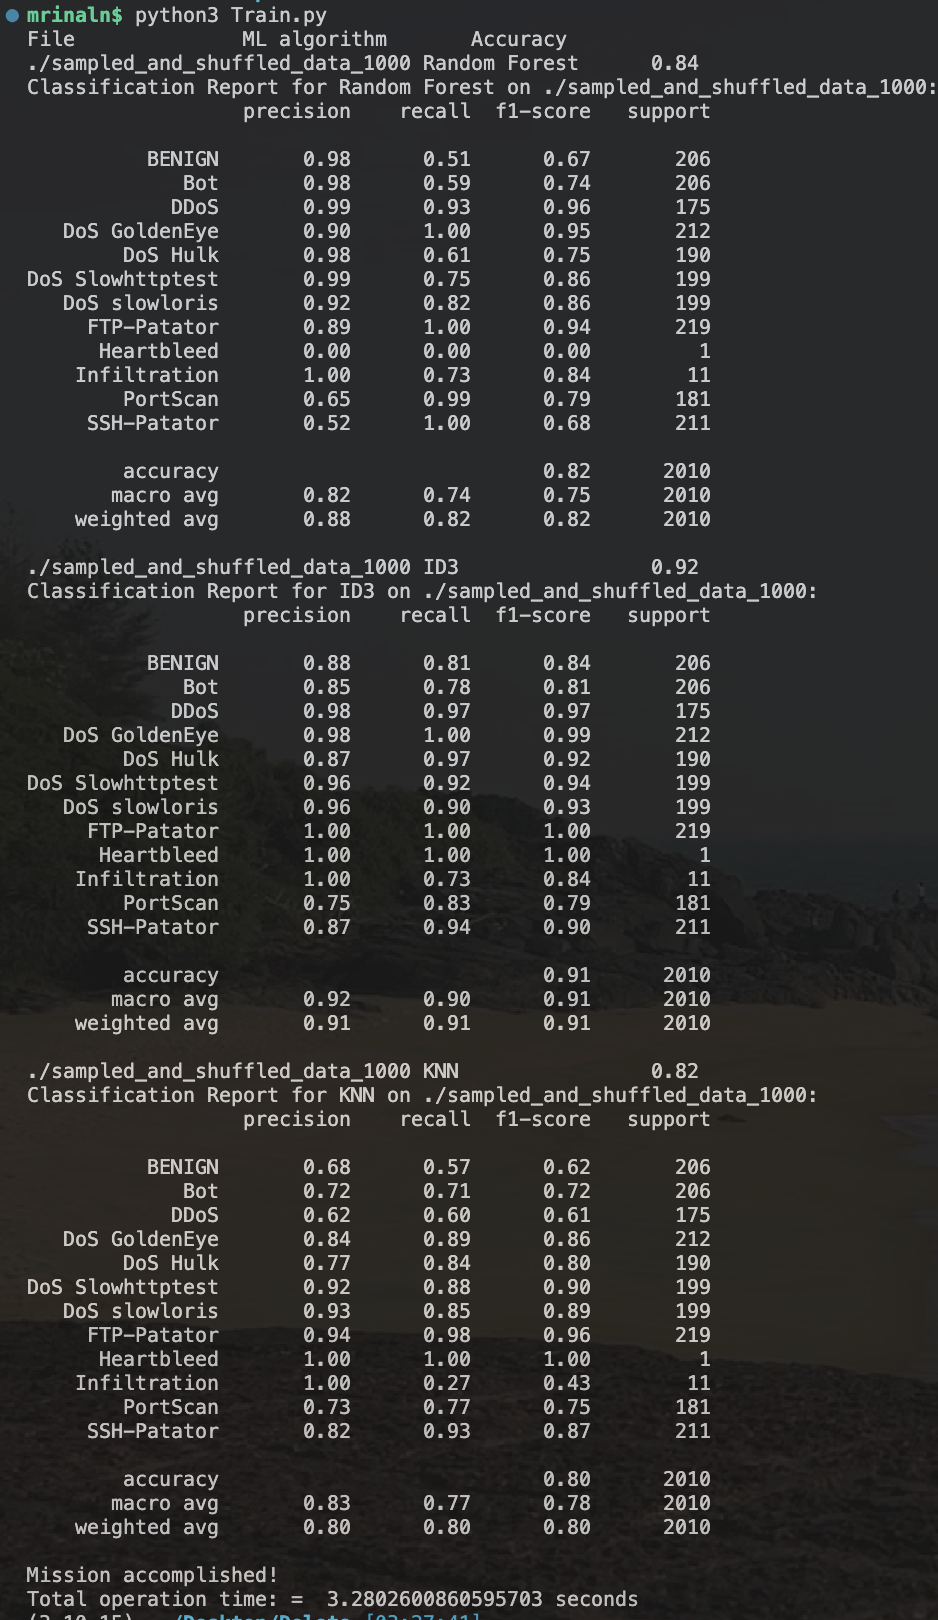 mrinaln$ python3 Train.py
File ML algorithm Accuracy
./sampled_and_shuffled_data_1000 Random Forest 0.84
Classification Report for Random Forest on ./sampled_and_shuffled_data_1000:
precision recall f1-score support
BENIGN 0.98 0.51 0.67 206
Bot 0.98 0.59 0.74 206
DDoS 0.99 0.93 0.96 175
DoS GoldenEye 0.90 1.00 0.95 212
DoS Hulk 0.98 0.61 0.75 190
DoS Slowhttptest 0.99 0.75 0.86 199
DoS slowloris 0.92 0.82 0.86 199
FTP-Patator 0.89 1.00 0.94 219
Heartbleed 0.00 0.00 0.00 1
Infiltration 1.00 0.73 0.84 11
PortScan 0.65 0.99 0.79 181
SSH-Patator 0.52 1.00 0.68 211
accuracy 0.82 2010
macro avg 0.82 0.74 0.75 2010
weighted avg 0.88 0.82 0.82 2010
./sampled_and_shuffled_data_1000 ID3 0.92
Classification Report for ID3 on ./sampled_and_shuffled_data_1000:
precision recall f1-score support
BENIGN 0.88 0.81 0.84 206
Bot 0.85 0.78 0.81 206
DDoS 0.98 0.97 0.97 175
DoS GoldenEye 0.98 1.00 0.99 212
DoS Hulk 0.87 0.97 0.92 190
DoS Slowhttptest 0.96 0.92 0.94 199
DoS slowloris 0.96 0.90 0.93 199
FTP-Patator 1.00 1.00 1.00 219
Heartbleed 1.00 1.00 1.00 1
Infiltration 1.00 0.73 0.84 11
PortScan 0.75 0.83 0.79 181
SSH-Patator 0.87 0.94 0.90 211
accuracy 0.91 2010
macro avg 0.92 0.90 0.91 2010
weighted avg 0.91 0.91 0.91 2010
./sampled_and_shuffled_data_1000 KNN 0.82
Classification Report for KNN on ./sampled_and_shuffled_data_1000:
precision recall f1-score support
BENIGN 0.68 0.57 0.62 206
Bot 0.72 0.71 0.72 206
DDoS 0.62 0.60 0.61 175
DoS GoldenEye 0.84 0.89 0.86 212
DoS Hulk 0.77 0.84 0.80 190
DoS Slowhttptest 0.92 0.88 0.90 199
DoS slowloris 0.93 0.85 0.89 199
FTP-Patator 0.94 0.98 0.96 219
Heartbleed 1.00 1.00 1.00 1
Infiltration 1.00 0.27 0.43 11
PortScan 0.73 0.77 0.75 181
SSH-Patator 0.82 0.93 0.87 211
accuracy 0.80 2010
macro avg 0.83 0.77 0.78 2010
weighted avg 0.80 0.80 0.80 2010
Mission accomplished!
Total operation time: = 3.2802600860595703 seconds